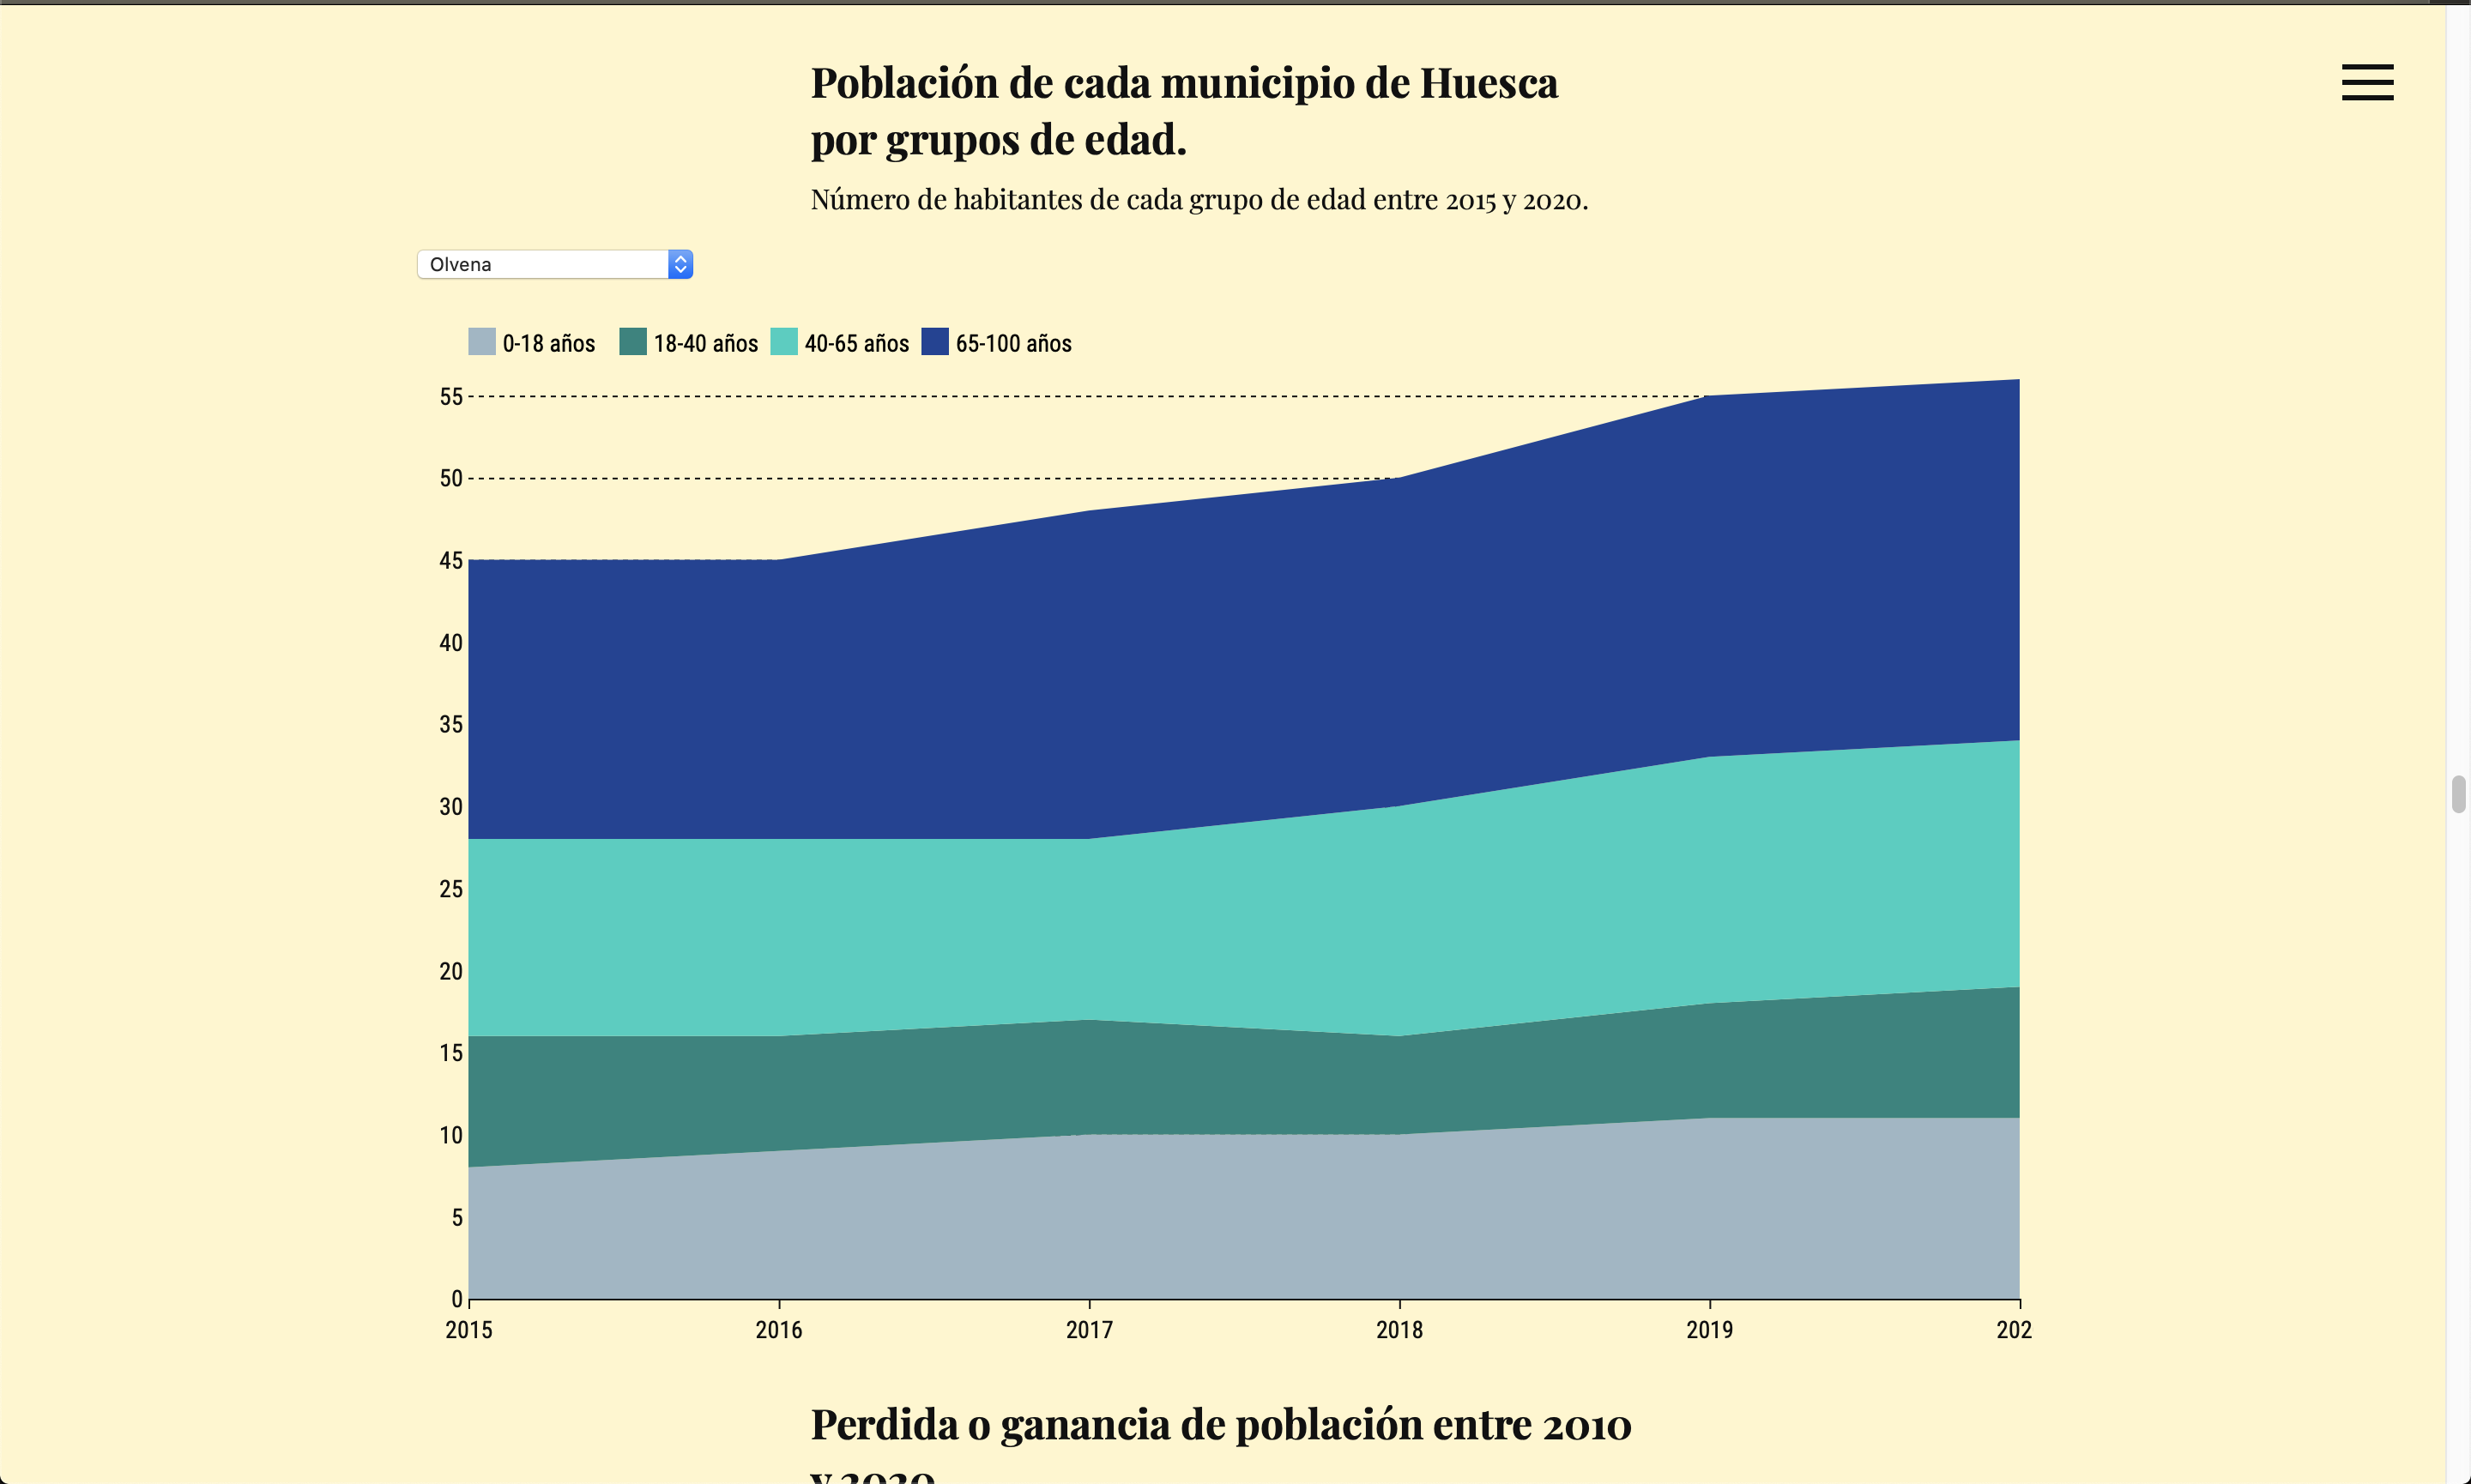 Población de cada municipio de Huesca
por grupos de edad.
Número de habitantes de cada grupo de edad entre 2015 y 2020.
Olvena
0-18 años 18-40 años 40-65 años 65-100 años
55
50
45
40
35
30
25
20
15
10
5
0
2015 2016 2017 2018 2019 202
Perdida o ganancia de población entre 2010
y 2020